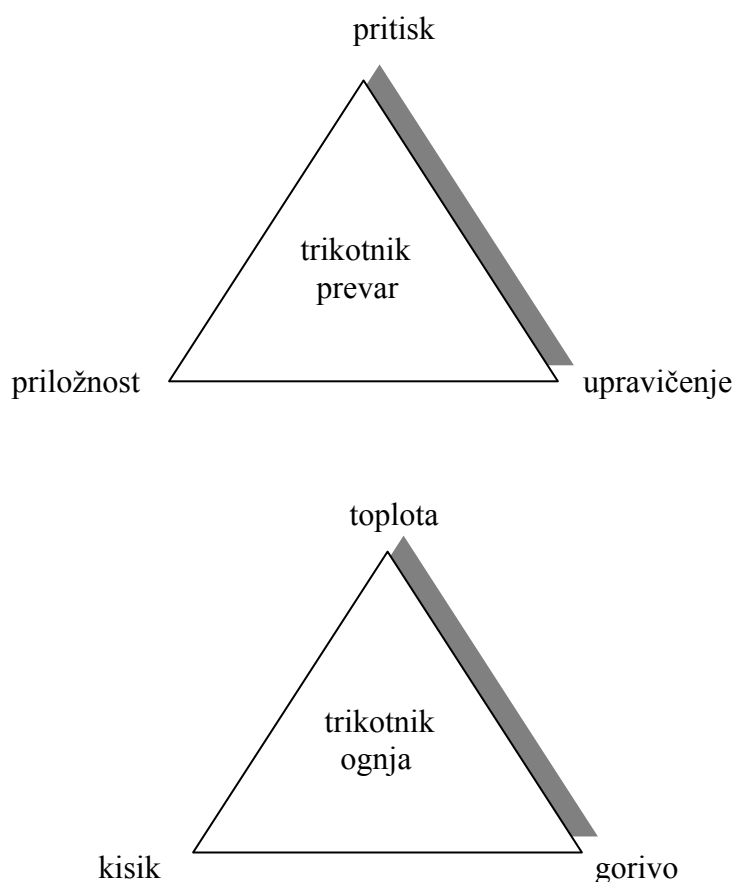 pritisk
trikotnik
prevar
priložnost
upravičenje
toplota
trikotnik
ognja
kisik
gorivo